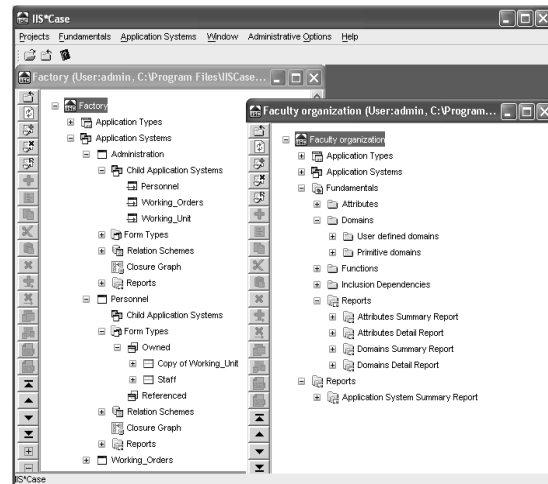 IIS*Case
Projects Fundamentals Application Systems Window Administrative Options Help
Factory (User:admin, C:\Program Files\IISCase...
Factory
Application Types
Application Systems
Administration
Child Application Systems
Personnel
Working_Orders
Working_Unit
Form Types
Relation Schemes
Closure Graph
Reports
Personnel
Child Application Systems
Form Types
Owned
Copy of Working_Unit
Staff
Referenced
Relation Schemes
Closure Graph
Reports
Working_Orders
Faculty organization (User:admin, C:\Program...
Faculty organization
Application Types
Application Systems
Fundamentals
Attributes
Domains
User defined domains
Primitive domains
Functions
Inclusion Dependencies
Reports
Attributes Summary Report
Attributes Detail Report
Domains Summary Report
Domains Detail Report
Reports
Application System Summary Report
IIS*Case